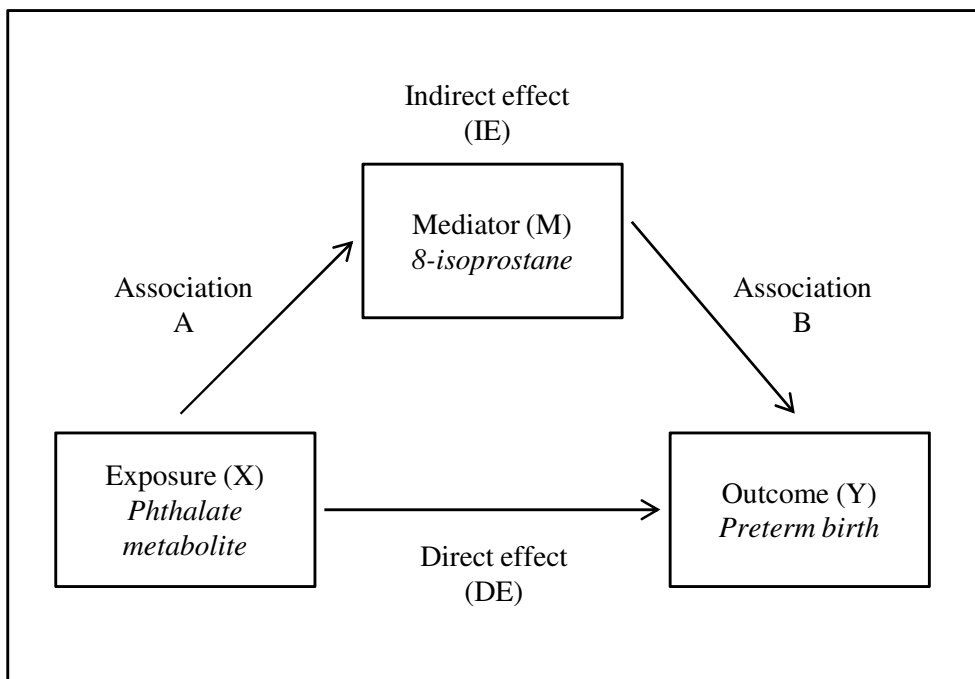 Indirect effect
(IE)
Mediator (M)
8-isoprostane
Association
A
Association
B
Exposure (X)
Phthalate
metabolite
Outcome (Y)
Preterm birth
Direct effect
(DE)